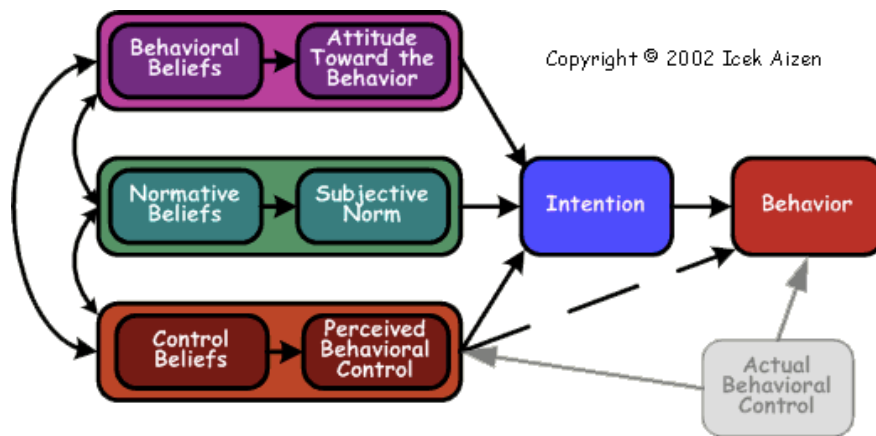 Behavioral
Beliefs
Attitude
Toward the
Behavior
Copyright © 2002 Icek Aizen
Normative
Beliefs
Subjective
Norm
Intention
Behavior
Control
Beliefs
Perceived
Behavioral
Control
Actual
Behavioral
Control